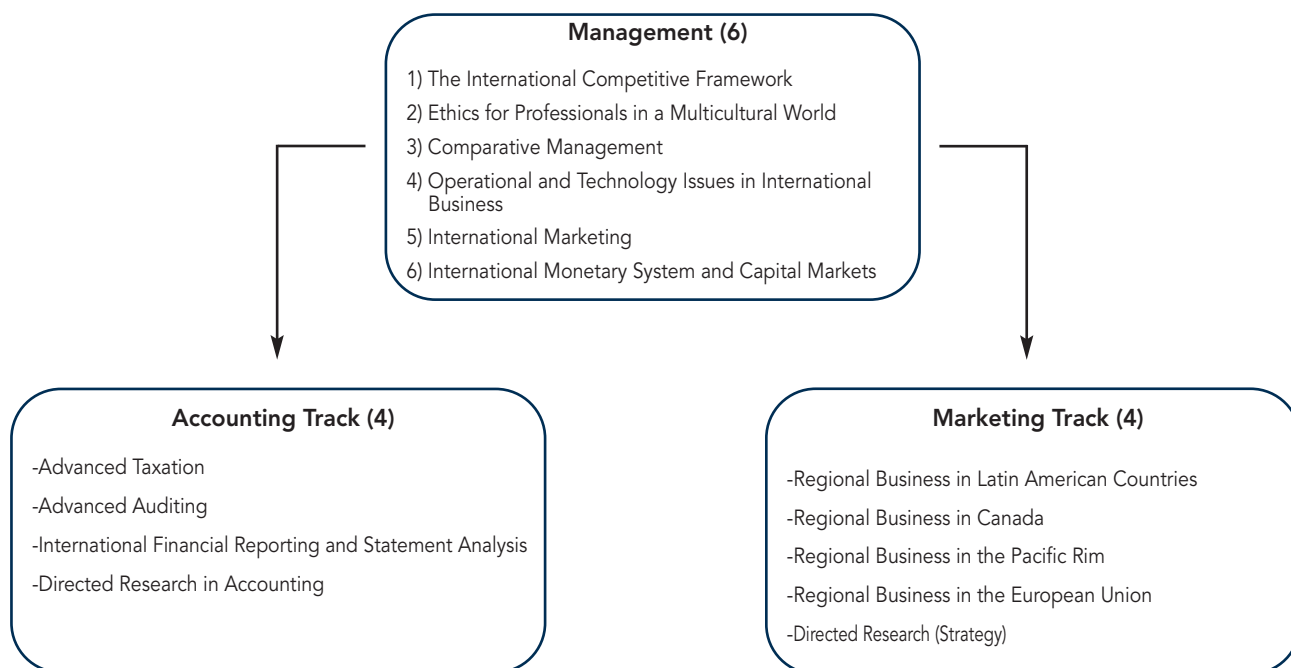 Management (6)
1) The International Competitive Framework
2) Ethics for Professionals in a Multicultural World
3) Comparative Management
4) Operational and Technology Issues in International
Business
5) International Marketing
6) International Monetary System and Capital Markets
Accounting Track (4)
-Advanced Taxation
-Advanced Auditing
-International Financial Reporting and Statement Analysis
-Directed Research in Accounting
Marketing Track (4)
-Regional Business in Latin American Countries
-Regional Business in Canada
-Regional Business in the Pacific Rim
-Regional Business in the European Union
-Directed Research (Strategy)